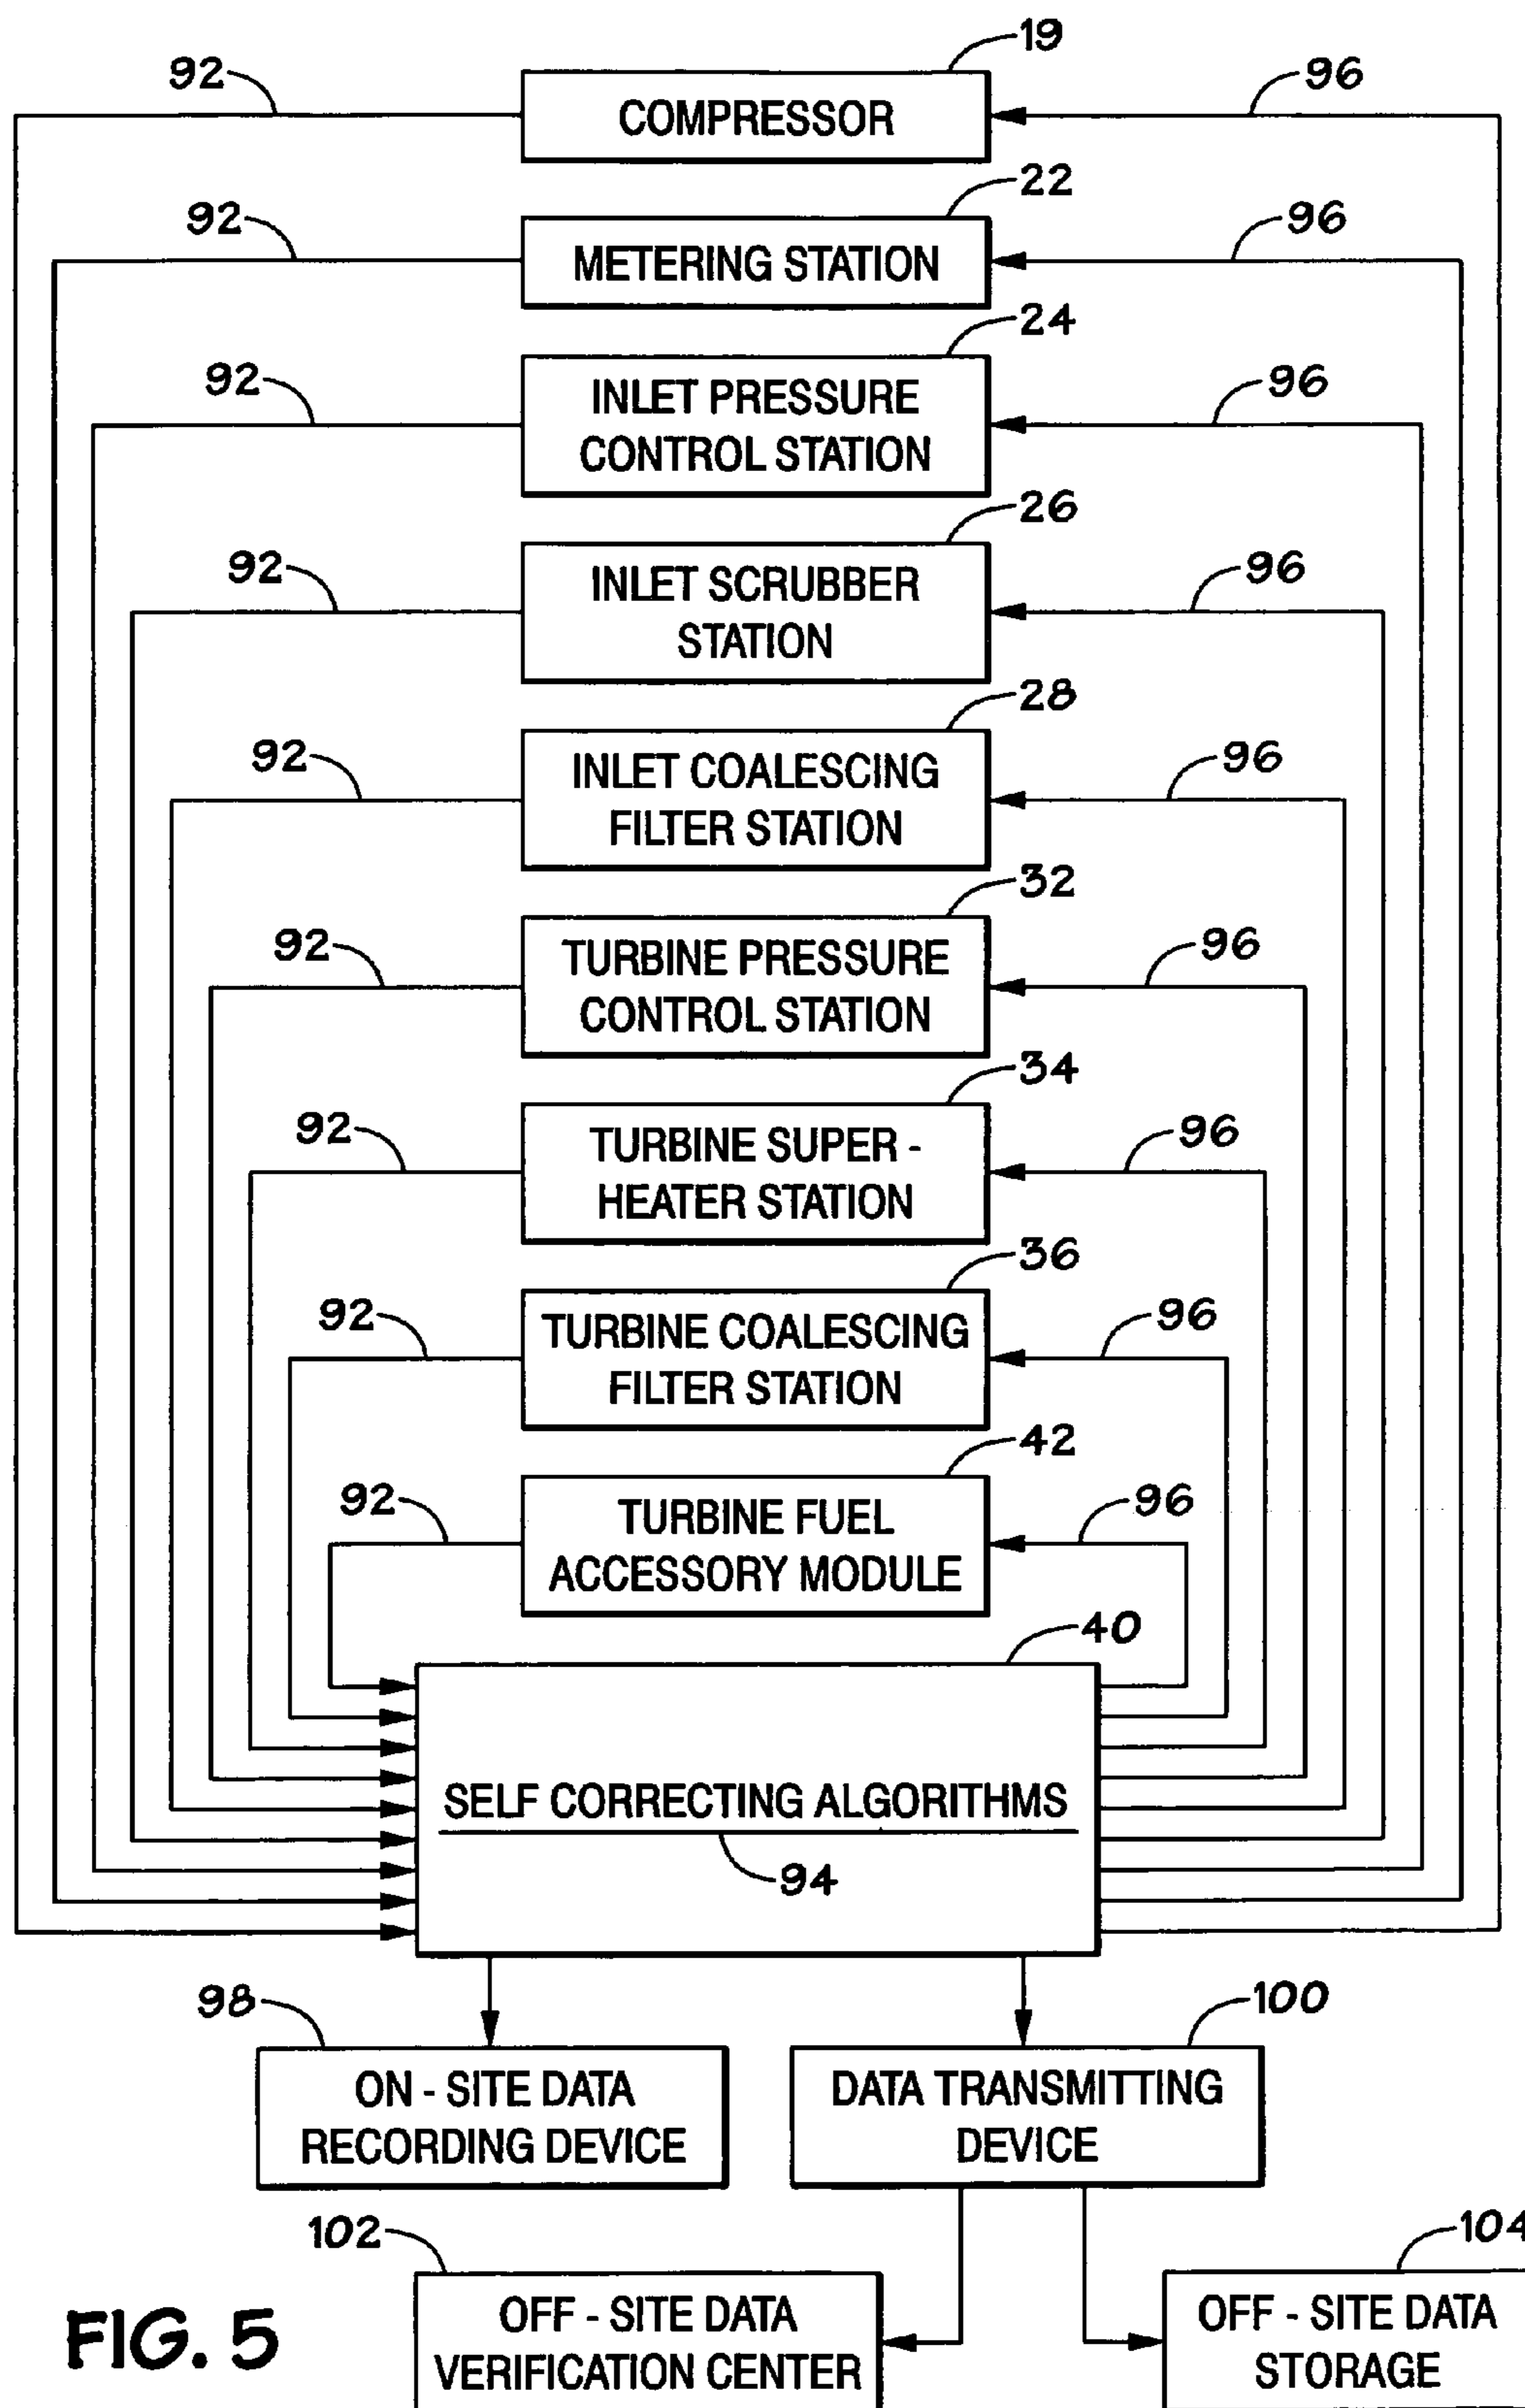 19
92
COMPRESSOR
96
22
92
METERING STATION
96
24
92
INLET PRESSURE
CONTROL STATION
96
26
92
INLET SCRUBBER
STATION
96
28
92
INLET COALESCING
FILTER STATION
96
32
92
TURBINE PRESSURE
CONTROL STATION
96
34
92
TURBINE SUPER -
HEATER STATION
96
36
92
TURBINE COALESCING
FILTER STATION
96
42
92
TURBINE FUEL
ACCESSORY MODULE
96
40
SELF CORRECTING ALGORITHMS
94
98
ON - SITE DATA
RECORDING DEVICE
100
DATA TRANSMITTING
DEVICE
102
OFF - SITE DATA
VERIFICATION CENTER
104
OFF - SITE DATA
STORAGE
FIG. 5